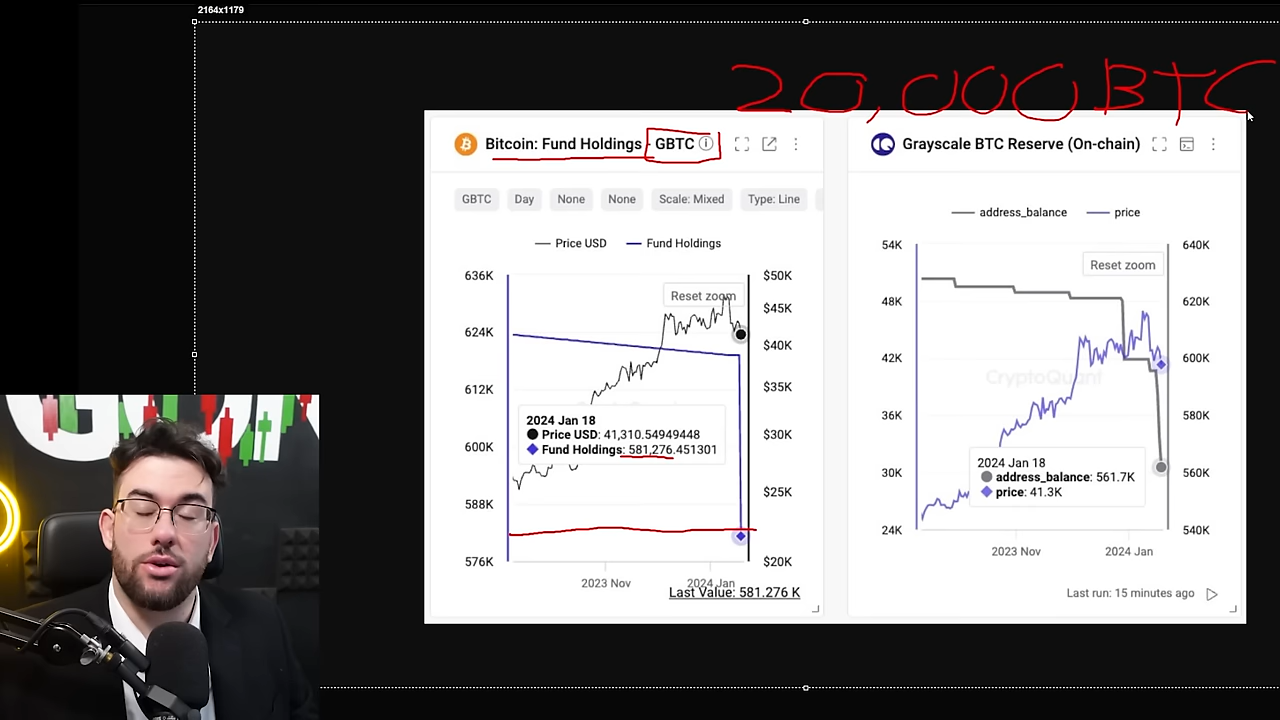 2164x1179
20,000BTC
Bitcoin: Fund Holdings - GBTC
GBTC Day None None Scale: Mixed Type: Line
Price USD Fund Holdings
636K
624K
612K
600K
588K
576K
$50K
$45K
$40K
$35K
$30K
$25K
$20K
Reset zoom
2024 Jan 18
Price USD: 41,310.54949448
Fund Holdings: 581,276.451301
2023 Nov 2024 Jan
Last Value: 581.276 K
Grayscale BTC Reserve (On-chain)
address_balance price
54K
48K
42K
36K
30K
24K
640K
620K
600K
580K
560K
540K
Reset zoom
CryptoQuant
2024 Jan 18
address_balance: 561.7K
price: 41.3K
2023 Nov 2024 Jan
Last run: 15 minutes ago